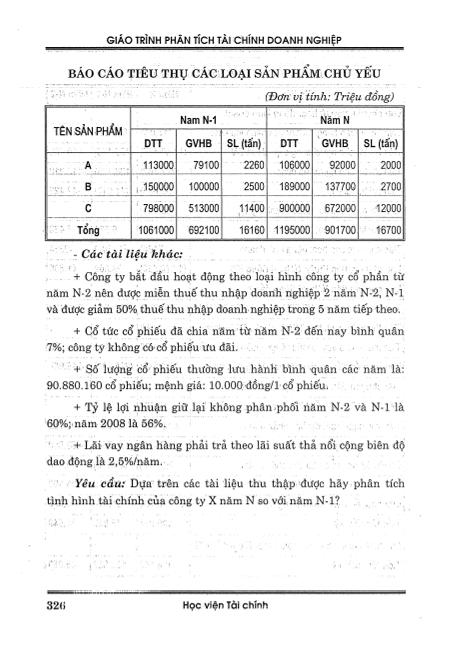 GIÁO TRÌNH PHÂN TÍCH TÀI CHÍNH DOANH NGHIỆP
BÁO CÁO TIÊU THỤ CÁC LOẠI SẢN PHẨM CHỦ YẾU
(Đơn vị tính: Triệu đồng)
TÊN SẢN PHẨM Nam N-1 Năm N
DTT GVHB SL (tấn) DTT GVHB SL (tấn)
A 113000 79100 2260 106000 92000 2000
B 150000 100000 2500 189000 137700 2700
C 798000 513000 11400 900000 672000 12000
Tổng 1061000 692100 16160 1195000 901700 16700
- Các tài liệu khác:
+ Công ty bắt đầu hoạt động theo loại hình công ty cổ phần từ
năm N-2 nên được miễn thuế thu nhập doanh nghiệp 2 năm N-2, N-1
và được giảm 50% thuế thu nhập doanh nghiệp trong 5 năm tiếp theo.
+ Cổ tức cổ phiếu đã chia năm từ năm N-2 đến nay bình quân
7%; công ty không có cổ phiếu ưu đãi.
+ Số lượng cổ phiếu thường lưu hành bình quân các năm là:
90.880.160 cổ phiếu; mệnh giá: 10.000 đồng/1 cổ phiếu.
+ Tỷ lệ lợi nhuận giữ lại không phân phối năm N-2 và N-1 là
60%; năm 2008 là 56%.
+ Lãi vay ngân hàng phải trả theo lãi suất thả nổi cộng biên độ
dao động là 2,5%/năm.
Yêu cầu: Dựa trên các tài liệu thu thập được hãy phân tích
tình hình tài chính của công ty X năm N so với năm N-1?
326 Học viện Tài chính